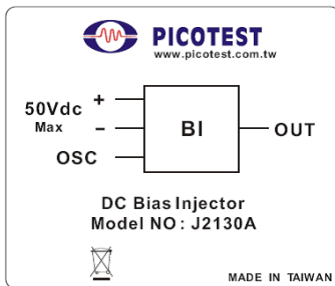 PICOTEST
www.picotest.com.tw
50Vdc
Max
+
−
OSC
BI
OUT
DC Bias Injector
Model NO : J2130A
MADE IN TAIWAN